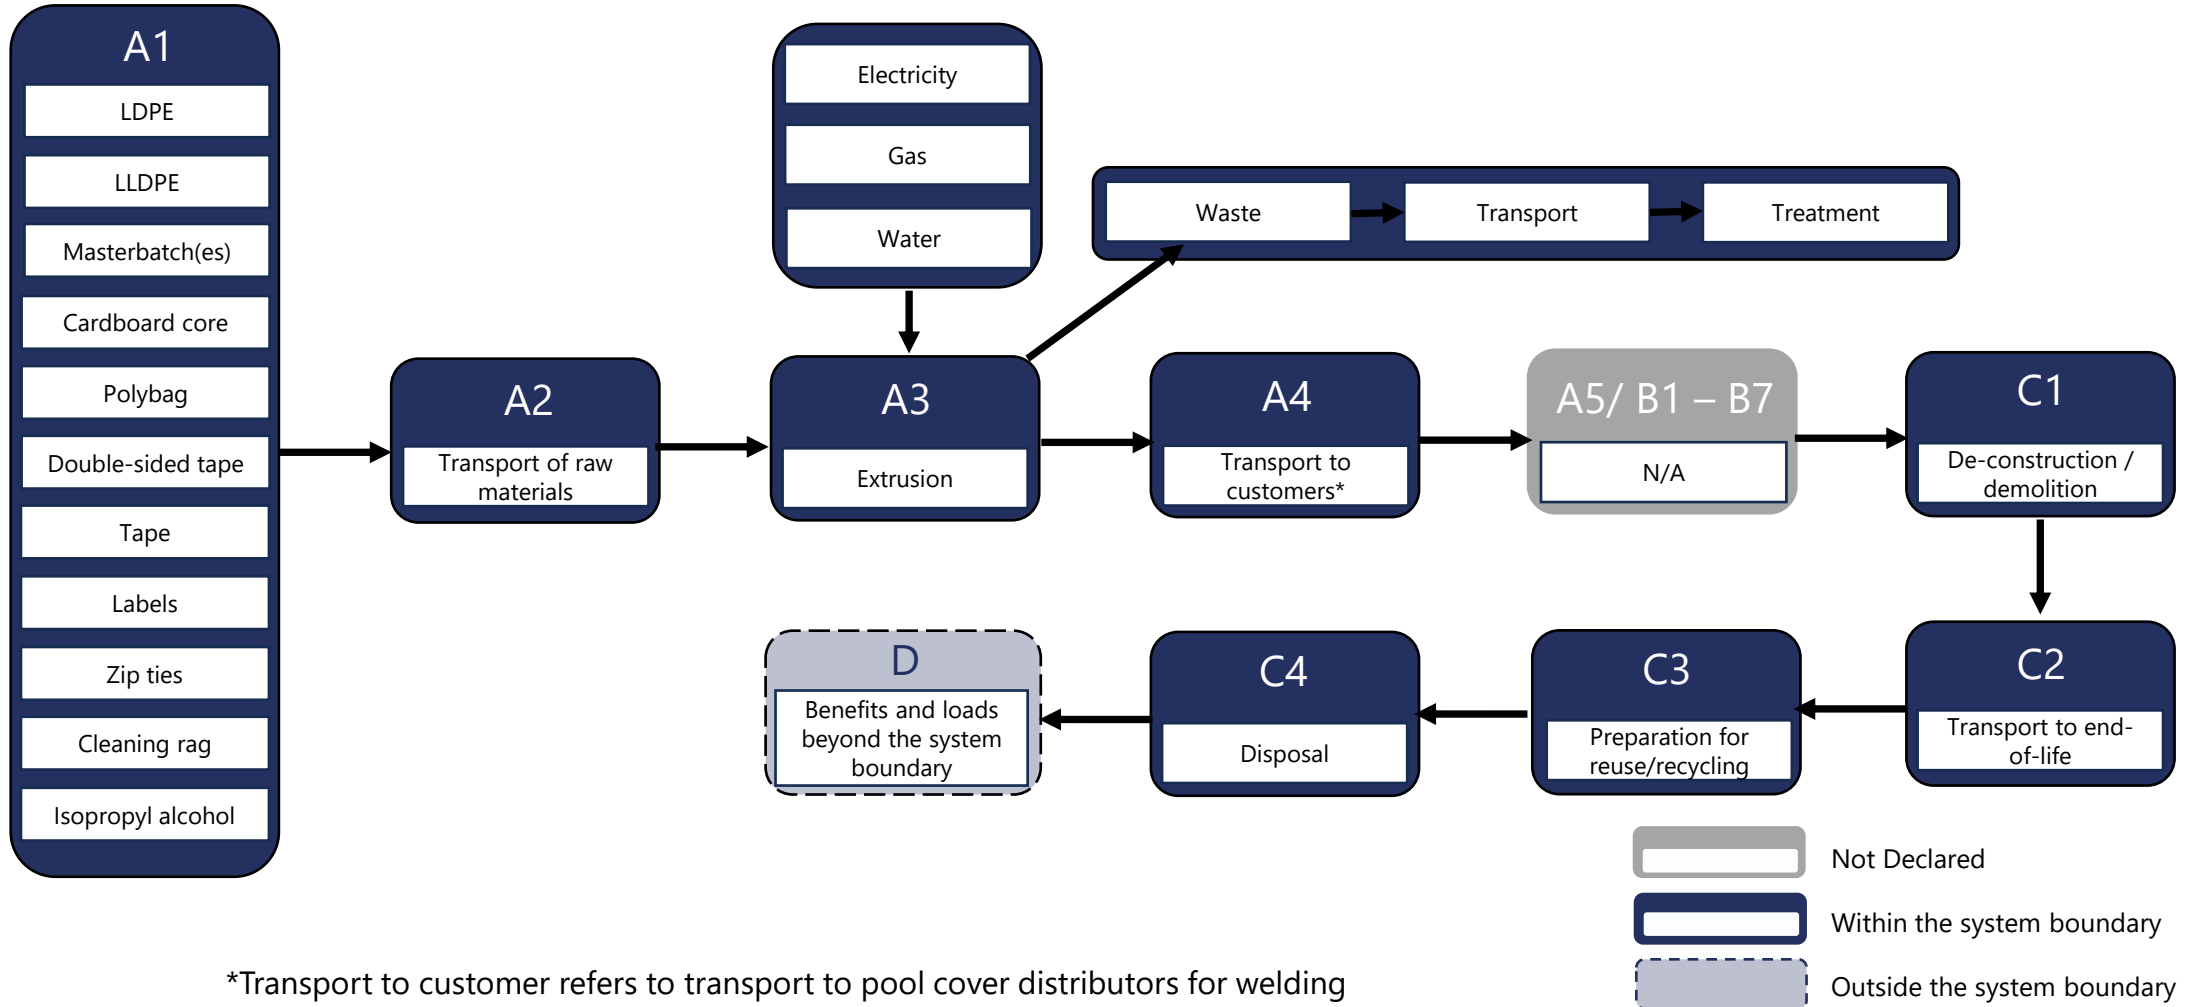 A1
LDPE
LLDPE
Masterbatch(es)
Cardboard core
Polybag
Double-sided tape
Tape
Labels
Zip ties
Cleaning rag
Isopropyl alcohol
A2
Transport of raw
materials
Electricity
Gas
Water
A3
Extrusion
Waste
Transport
Treatment
A4
Transport to
customers*
A5/ B1 – B7
N/A
C1
De-construction /
demolition
C2
Transport to end-
of-life
C3
Preparation for
reuse/recycling
C4
Disposal
D
Benefits and loads
beyond the system
boundary
Not Declared
Within the system boundary
Outside the system boundary
*Transport to customer refers to transport to pool cover distributors for welding